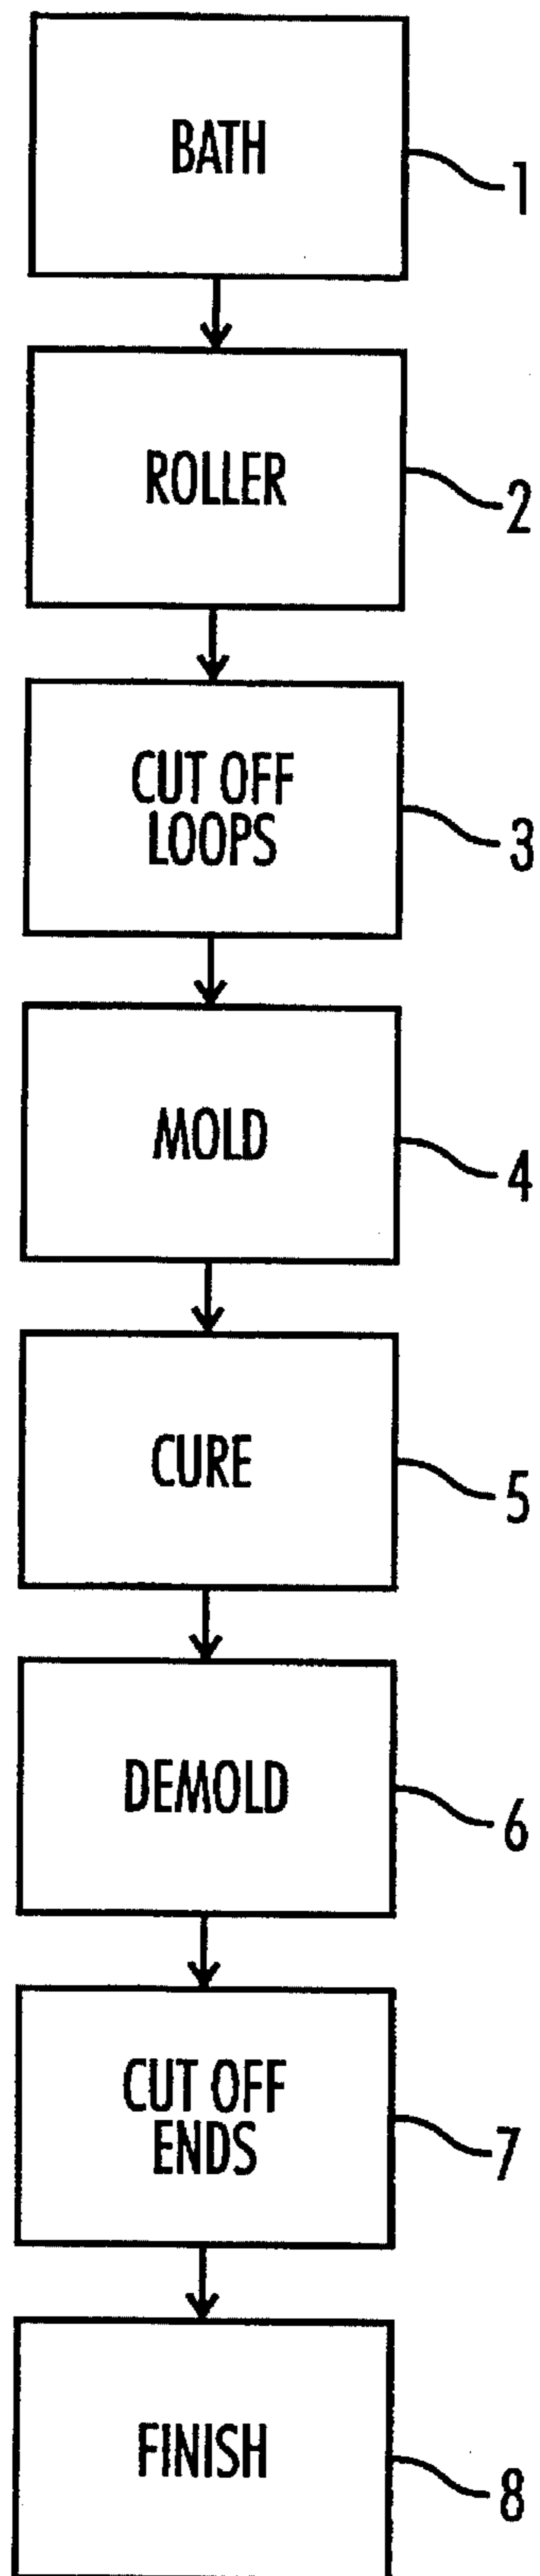 BATH
1
ROLLER
2
CUT OFF
LOOPS
3
MOLD
4
CURE
5
DEMOLD
6
CUT OFF
ENDS
7
FINISH
8